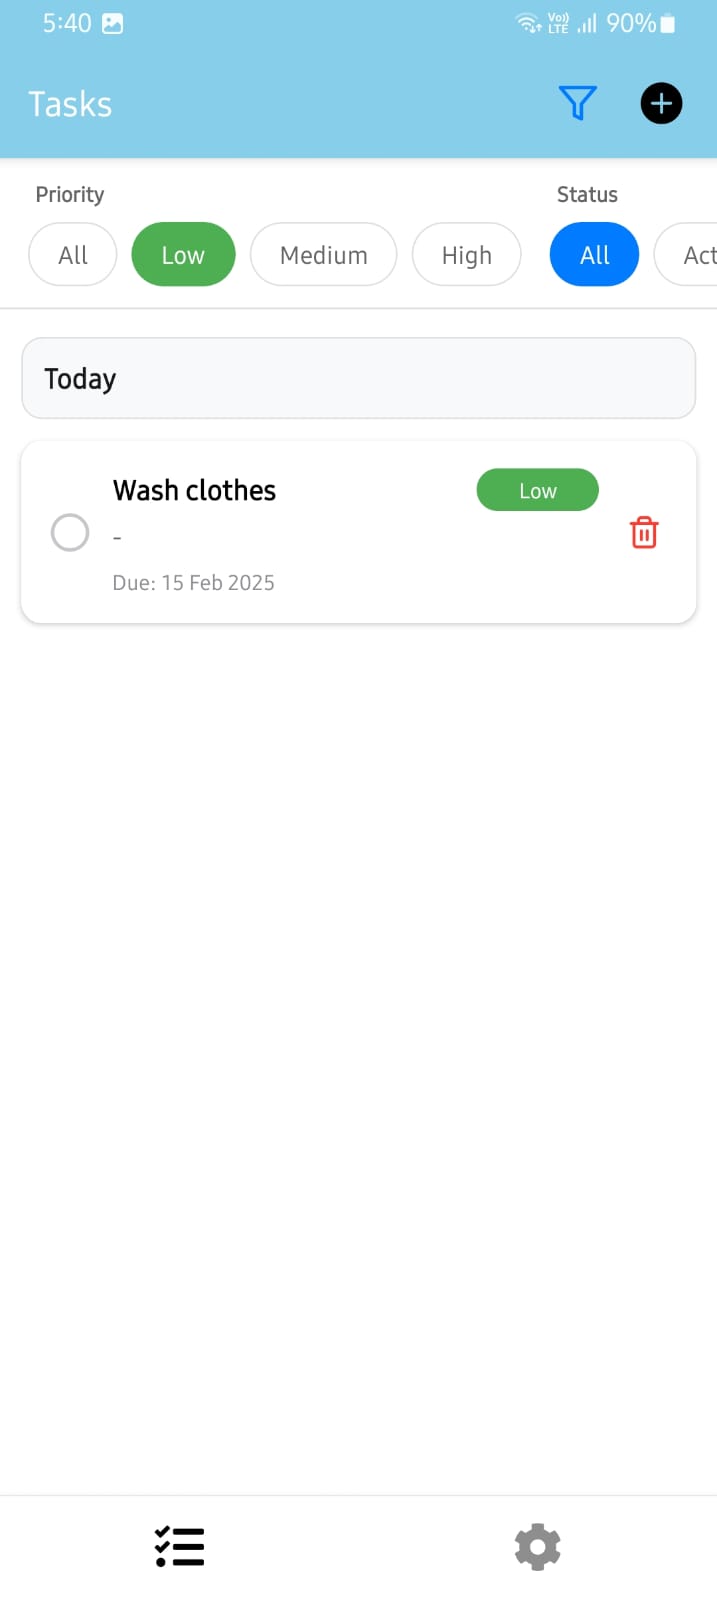 5:40 Vo)) LTE 90%
Tasks
Priority Status
All Low Medium High All Act
Today
Wash clothes Low
-
Due: 15 Feb 2025